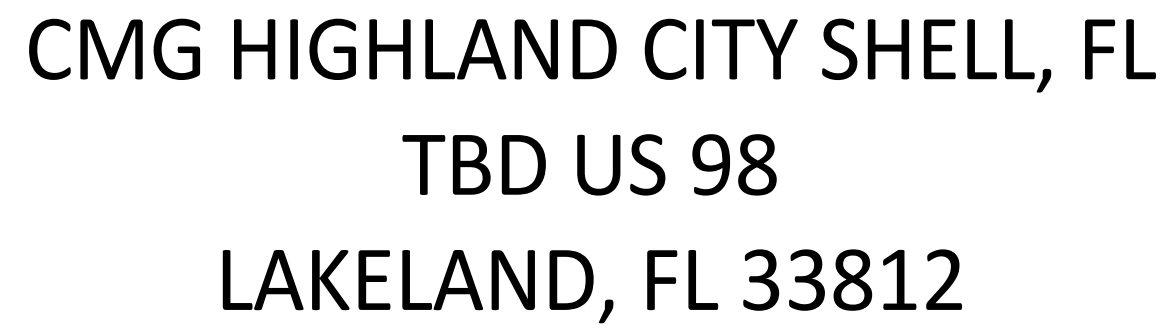 CMG HIGHLAND CITY SHELL, FL
TBD US 98
LAKELAND, FL 33812